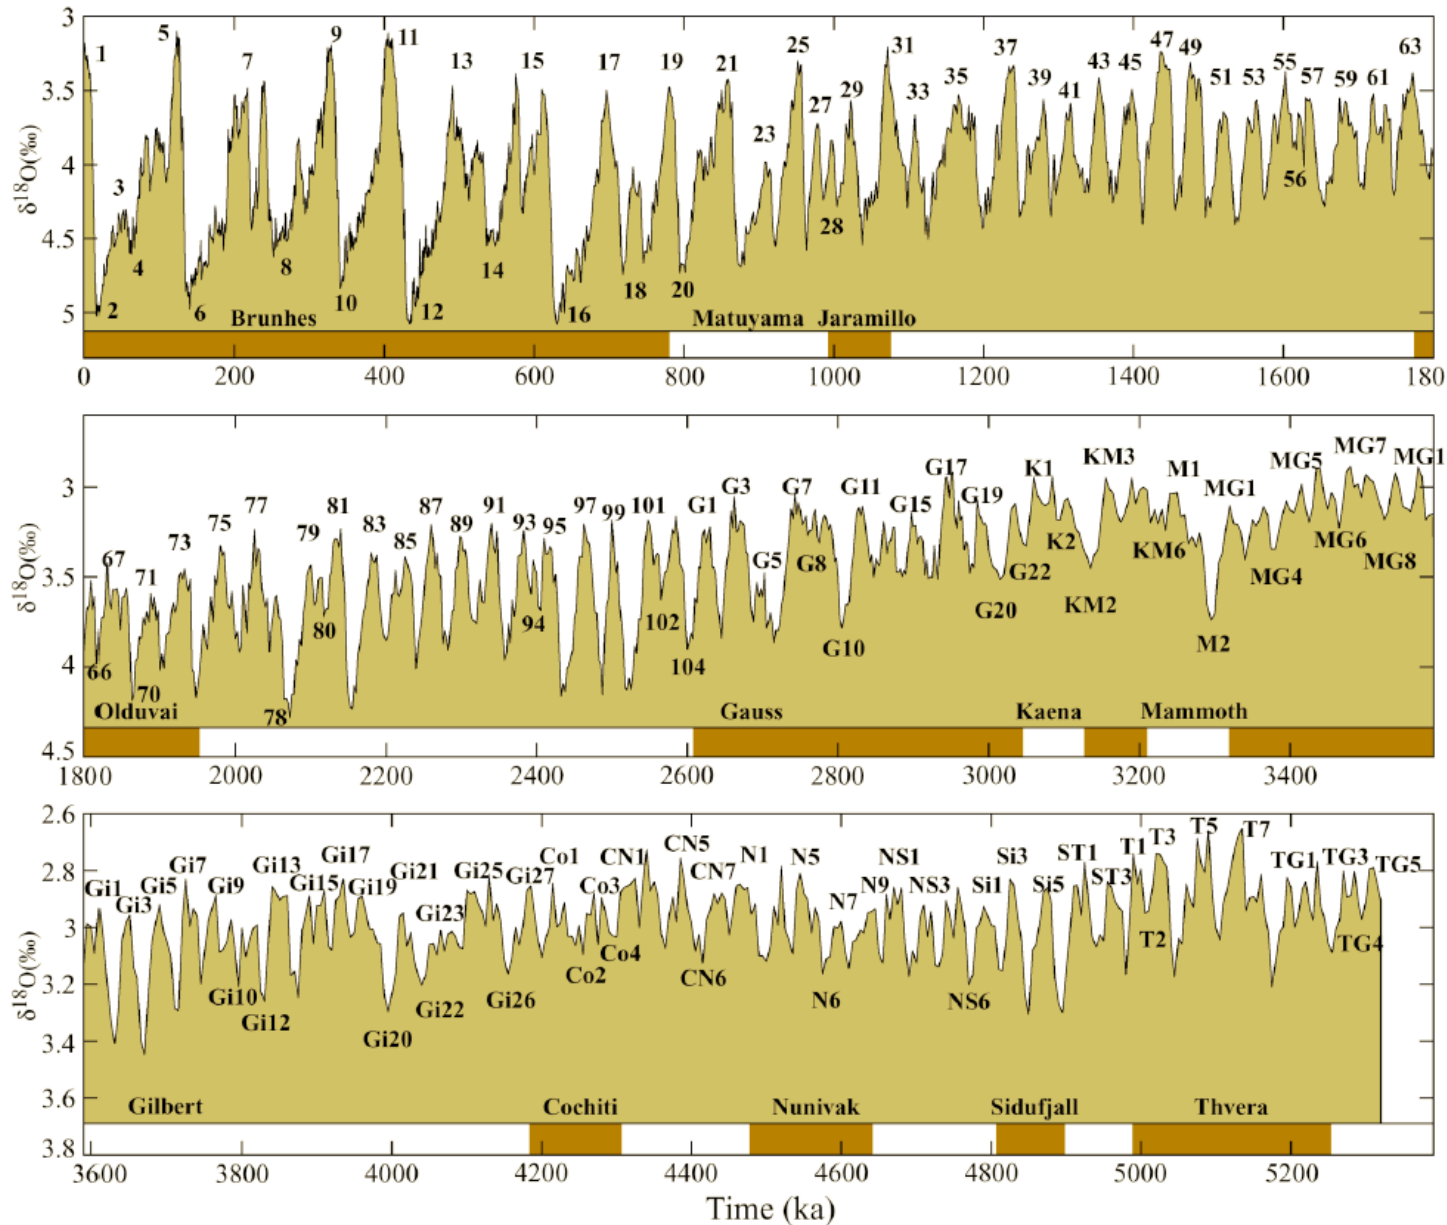 3
3.5
4
4.5
5
δ18O(‰)
1 5 7 9 11 13 15 17 19 21 25 27 29 31 33 35 37 39 41 43 45 47 49 51 53 55 57 59 61 63
3 23
2 4 6 8 10 12 14 16 18 20 28 56
Brunhes Matuyama Jaramillo
0 200 400 600 800 1000 1200 1400 1600 180
3
3.5
4
4.5
δ18O(‰)
67 71 73 75 77 79 81 83 85 87 89 91 93 95 97 99 101 G1 G3 G5 G7 G11 G15 G17 G19 K1 KM3 M1 MG1 MG5 MG7 MG1
66 70 78 80 94 102 104 G8 G10 G20 G22 K2 KM2 KM6 M2 MG4 MG6 MG8
Olduvai Gauss Kaena Mammoth
1800 2000 2200 2400 2600 2800 3000 3200 3400
2.6
2.8
3.0
3.2
3.4
3.6
3.8
δ18O(‰)
Gi1 Gi3 Gi5 Gi7 Gi9 Gi13 Gi15 Gi17 Gi19 Gi21 Gi23 Gi25 Gi27 Co1 Co3 CN1 CN5 CN7 N1 N5 N7 N9 NS1 NS3 Si1 Si3 Si5 ST1 ST3 T1 T3 T5 T7 TG1 TG3 TG5
Gi10 Gi12 Gi20 Gi22 Gi26 Co2 Co4 CN6 N6 NS6 T2 TG4
Gilbert Cochiti Nunivak Sidufjall Thvera
3600 3800 4000 4200 4400 4600 4800 5000 5200
Time (ka)